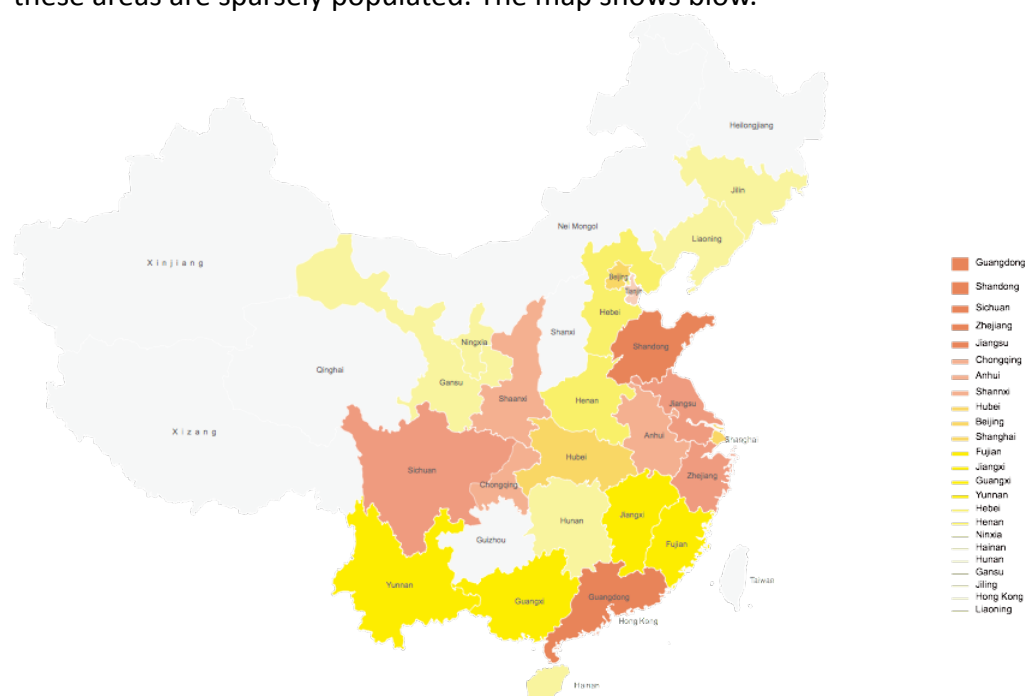 these areas are sparsely populated. The map shows blow.
Heilongjiang
Jilin
Liaoning
Nei Mongol
Xinjiang
Beijing
Tianjin
Hebei
Shanxi
Shandong
Ningxia
Qinghai
Gansu
Shaanxi
Henan
Jiangsu
Xizang
Anhui
Shanghai
Sichuan
Hubei
Chongqing
Zhejiang
Hunan
Jiangxi
Guizhou
Fujian
Yunnan
Guangxi
Guangdong
Taiwan
Hong Kong
Hainan
Guangdong
Shandong
Sichuan
Zhejiang
Jiangsu
Chongqing
Anhui
Shannxi
Hubei
Beijing
Shanghai
Fujian
Jiangxi
Guangxi
Yunnan
Hebei
Henan
Ninxia
Hainan
Hunan
Gansu
Jiling
Hong Kong
Liaoning